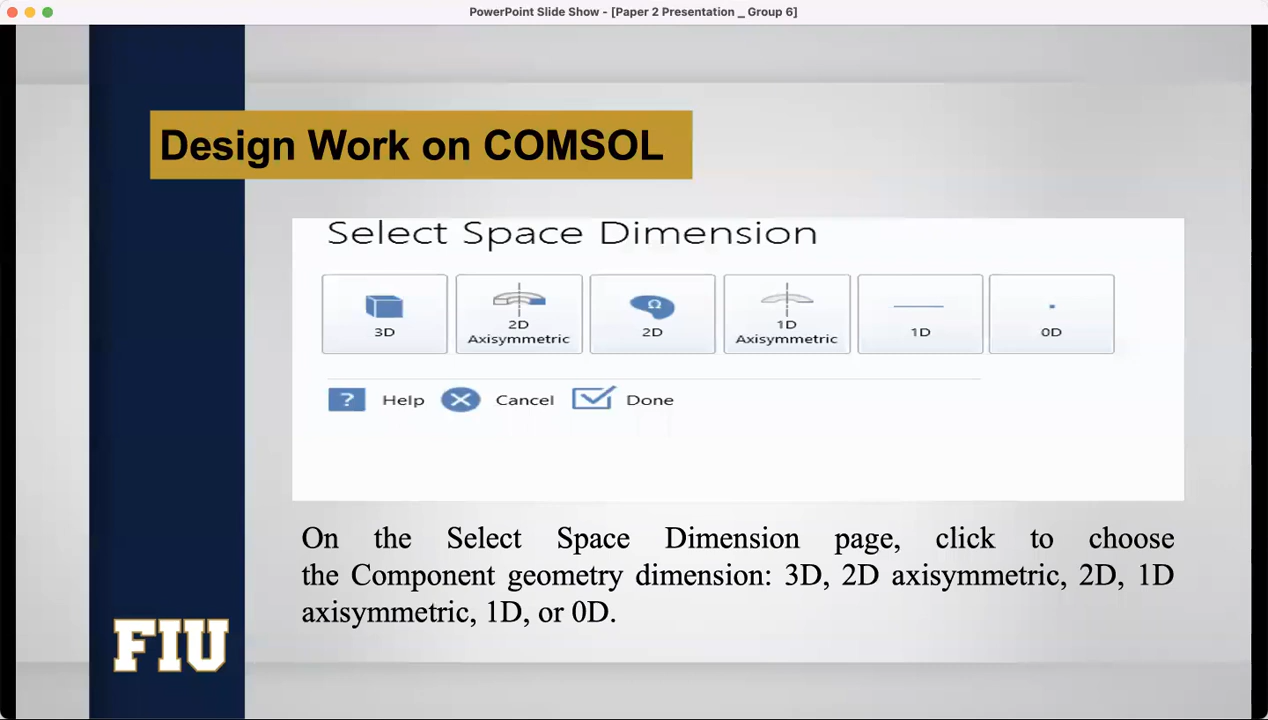 PowerPoint Slide Show - [Paper 2 Presentation _ Group 6]
Design Work on COMSOL
Select Space Dimension
3D
2D
Axisymmetric
Ω
2D
1D
Axisymmetric
1D
0D
? Help Cancel Done
On the Select Space Dimension page, click to choose
the Component geometry dimension: 3D, 2D axisymmetric, 2D, 1D
axisymmetric, 1D, or 0D.
FIU